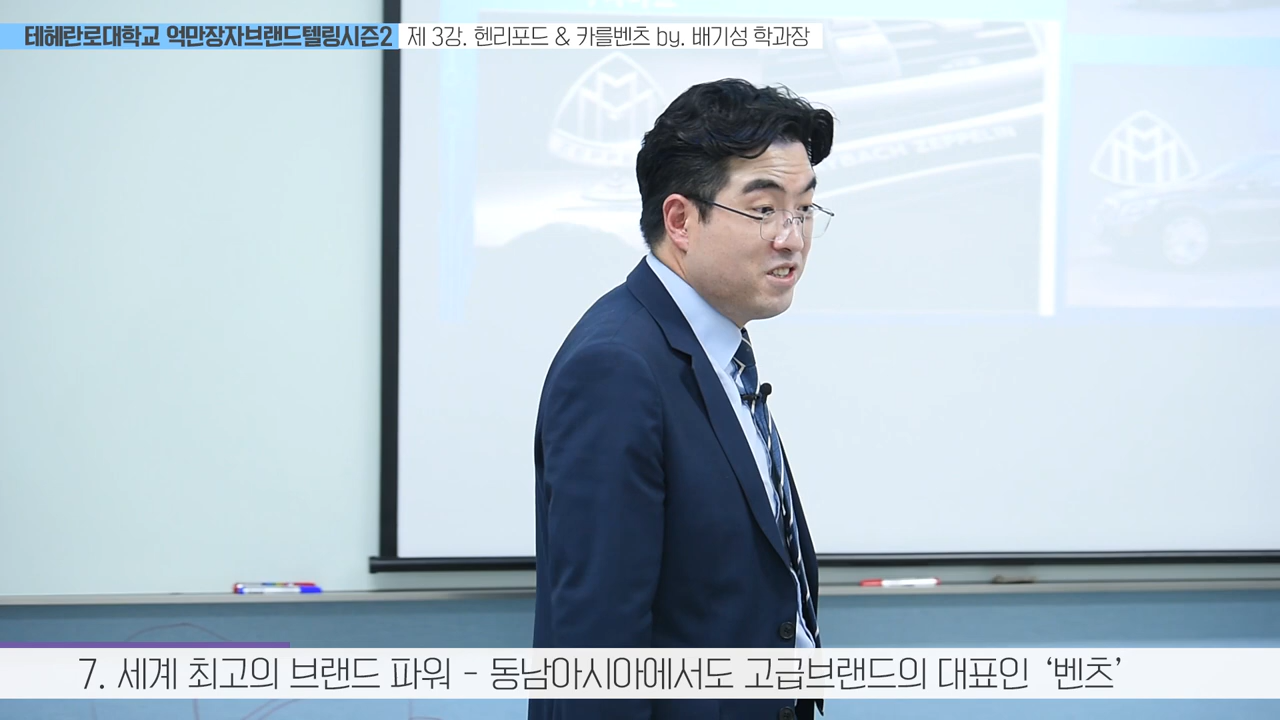 테헤란로대학교 억만장자브랜드텔링시즌2 제 3강. 헨리포드 & 카를벤츠 by. 배기성 학과장
ZEPPELIN
7. 세계 최고의 브랜드 파워 - 동남아시아에서도 고급브랜드의 대표인 ‘벤츠’